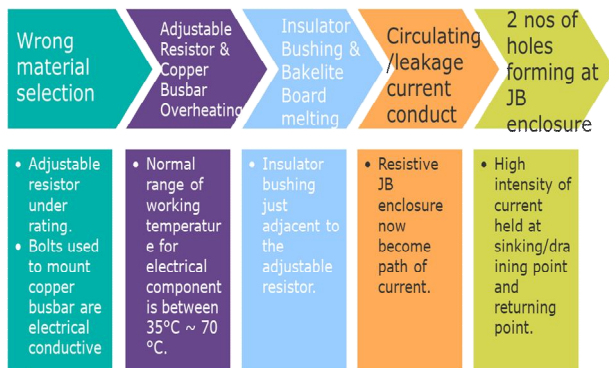 Wrong
material
selection
Adjustable
Resistor &
Copper
Busbar
Overheating
Insulator
Bushing &
Bakelite
Board
melting
Circulating
/leakage
current
conduct
2 nos of
holes
forming at
JB
enclosure
• Adjustable
resistor
under
rating.
• Bolts used
to mount
copper
busbar are
electrical
conductive
• Normal
range of
working
temperatur
e for
electrical
component
is between
35°C ~ 70
°C.
• Insulator
bushing
just
adjacent to
the
adjustable
resistor.
• Resistive
JB
enclosure
now
become
path of
current.
• High
intensity of
current
held at
sinking/dra
ining point
and
returning
point.